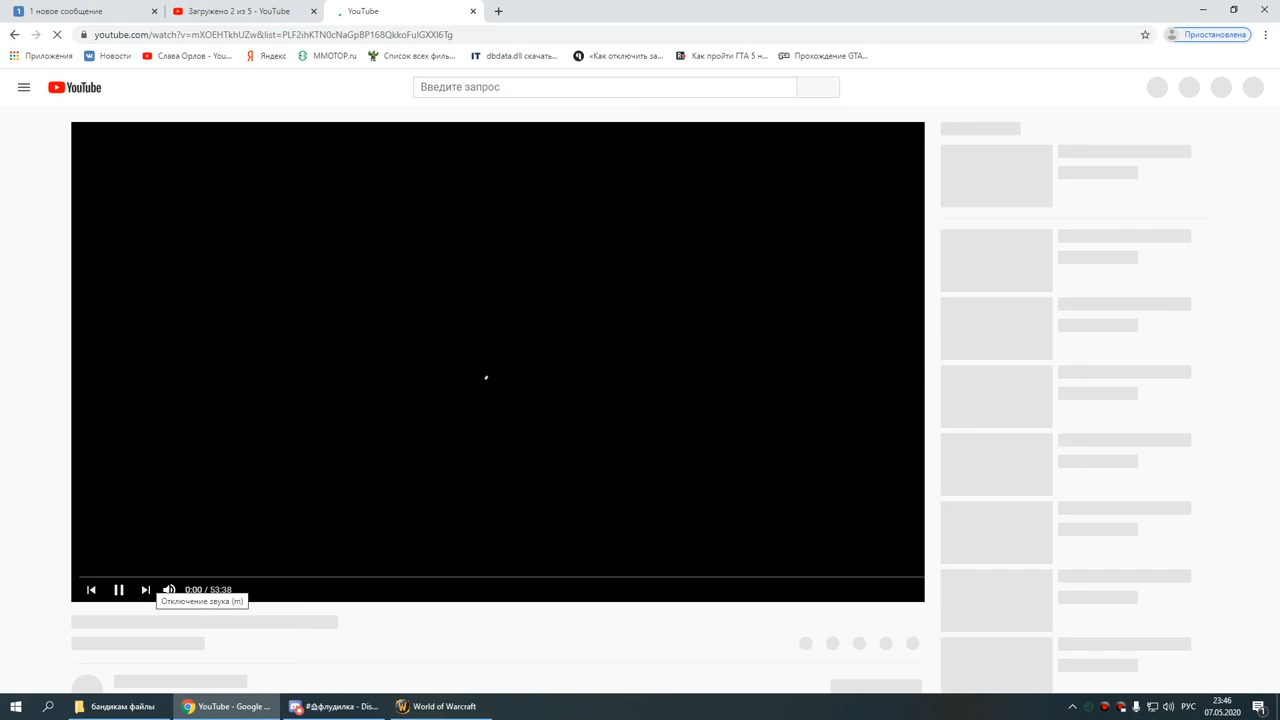 1 новое сообщение
Загружено 2 из 5 - YouTube
YouTube
youtube.com/watch?v=mXOEHTkhUZw&list=PLF2ihKTN0cNaGpBP168QkkoFulGXXl6Tg
Приостановлена
Приложения
Новости
Слава Орлов - You...
Яндекс
MMOTOP.ru
Список всех филь...
dbdata.dll скачать...
«Как отключить за...
Как пройти ГТА 5 н...
Прохождение GTA...
YouTube
Введите запрос
0:00 / 53:38
Отключение звука (m)
бандикам файлы
YouTube - Google ...
World of Warcraft
РУС
23:46
07.05.2020